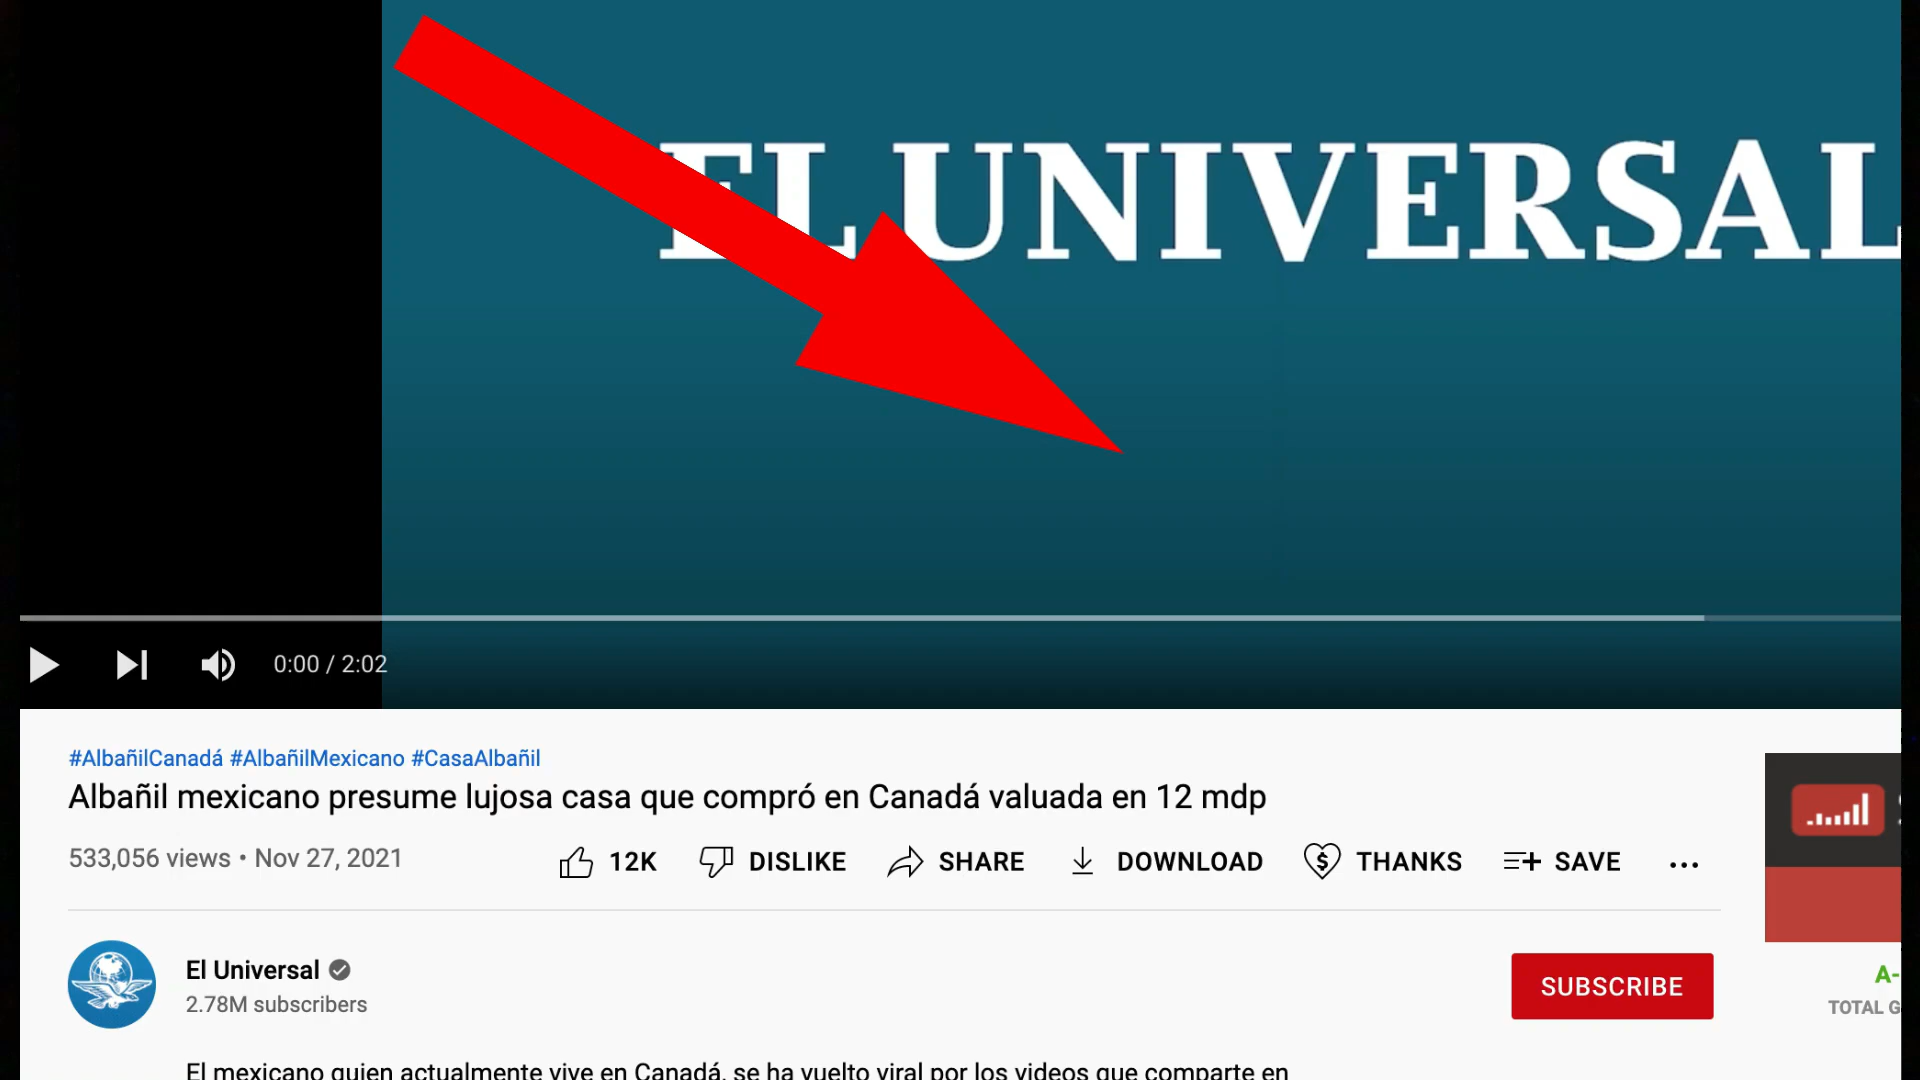 EL UNIVERSAL
0:00 / 2:02
#AlbañilCanadá #AlbañilMexicano #CasaAlbañil
Albañil mexicano presume lujosa casa que compró en Canadá valuada en 12 mdp
533,056 views • Nov 27, 2021
12K DISLIKE SHARE DOWNLOAD THANKS SAVE
El Universal
2.78M subscribers
SUBSCRIBE
A-
TOTAL G
El mexicano quien actualmente vive en Canadá, se ha vuelto viral por los videos que comparte en